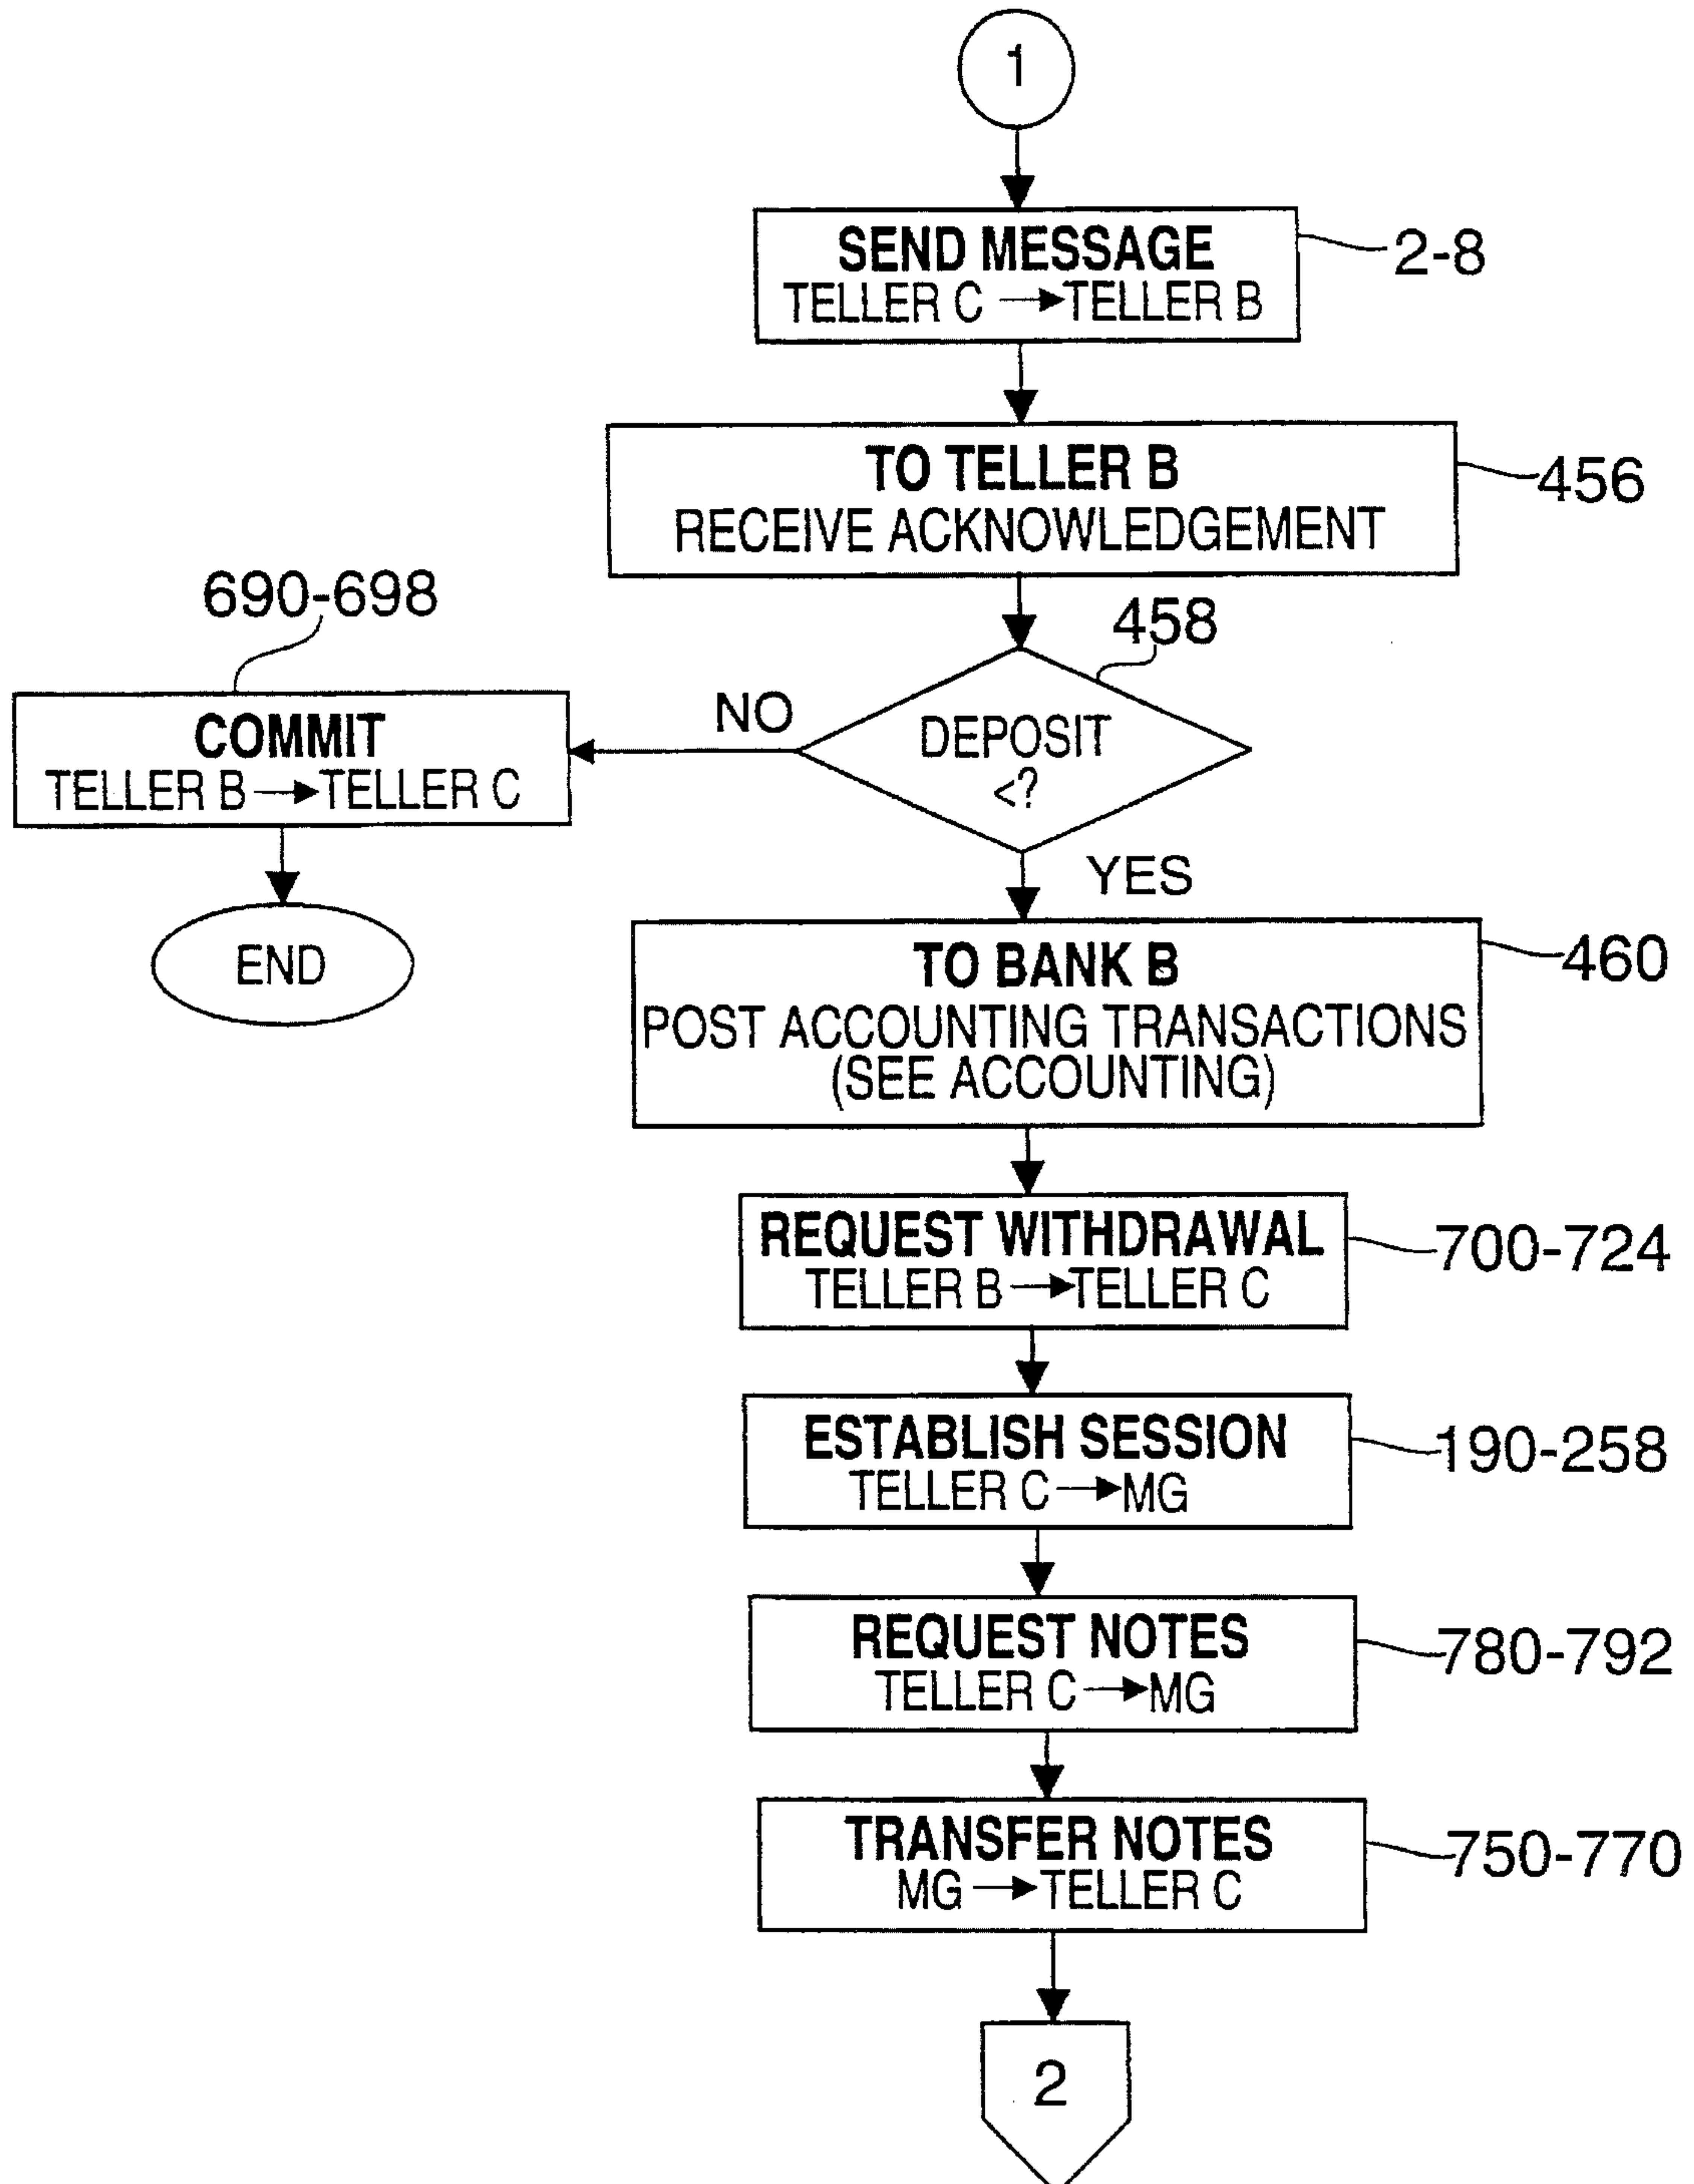 1
SEND MESSAGE
TELLER C → TELLER B
2-8
TO TELLER B
RECEIVE ACKNOWLEDGEMENT
456
690-698
458
COMMIT
TELLER B → TELLER C
NO
DEPOSIT
<?
YES
END
TO BANK B
POST ACCOUNTING TRANSACTIONS
(SEE ACCOUNTING)
460
REQUEST WITHDRAWAL
TELLER B → TELLER C
700-724
ESTABLISH SESSION
TELLER C → MG
190-258
REQUEST NOTES
TELLER C → MG
780-792
TRANSFER NOTES
MG → TELLER C
750-770
2